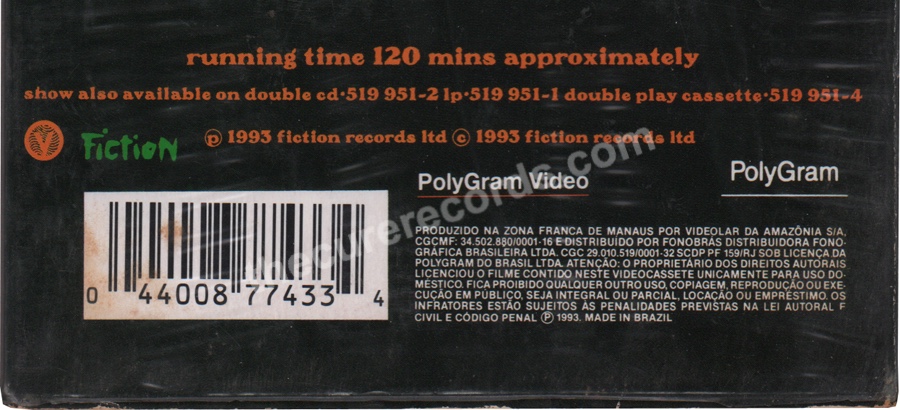 running time 120 mins approximately
show also available on double cd·519 951-2 lp·519 951-1 double play cassette·519 951-4
Fiction ℗ 1993 fiction records ltd © 1993 fiction records ltd
PolyGram Video
PolyGram
PRODUZIDO NA ZONA FRANCA DE MANAUS POR VIDEOLAR DA AMAZÔNIA S/A,
CGCMF: 34.502.880/0001-16 E DISTRIBUÍDO POR FONOBRÁS DISTRIBUIDORA FONO-
GRÁFICA BRASILEIRA LTDA. CGC 29.010.519/0001-32 SCDP PF 159/RJ SOB LICENÇA DA
POLYGRAM DO BRASIL LTDA. ATENÇÃO: O PROPRIETÁRIO DOS DIREITOS AUTORAIS
LICENCIOU O FILME CONTIDO NESTE VIDEOCASSETE UNICAMENTE PARA USO DO-
MÉSTICO. FICA PROIBIDO QUALQUER OUTRO USO, COPIAGEM, REPRODUÇÃO OU EXE-
CUÇÃO EM PÚBLICO, SEJA INTEGRAL OU PARCIAL, LOCAÇÃO OU EMPRÉSTIMO. OS
INFRATORES ESTÃO SUJEITOS ÀS PENALIDADES PREVISTAS NA LEI AUTORAL E
CIVIL E CÓDIGO PENAL ℗ 1993. MADE IN BRAZIL
0 44008 77433 4
thecurerecords.com